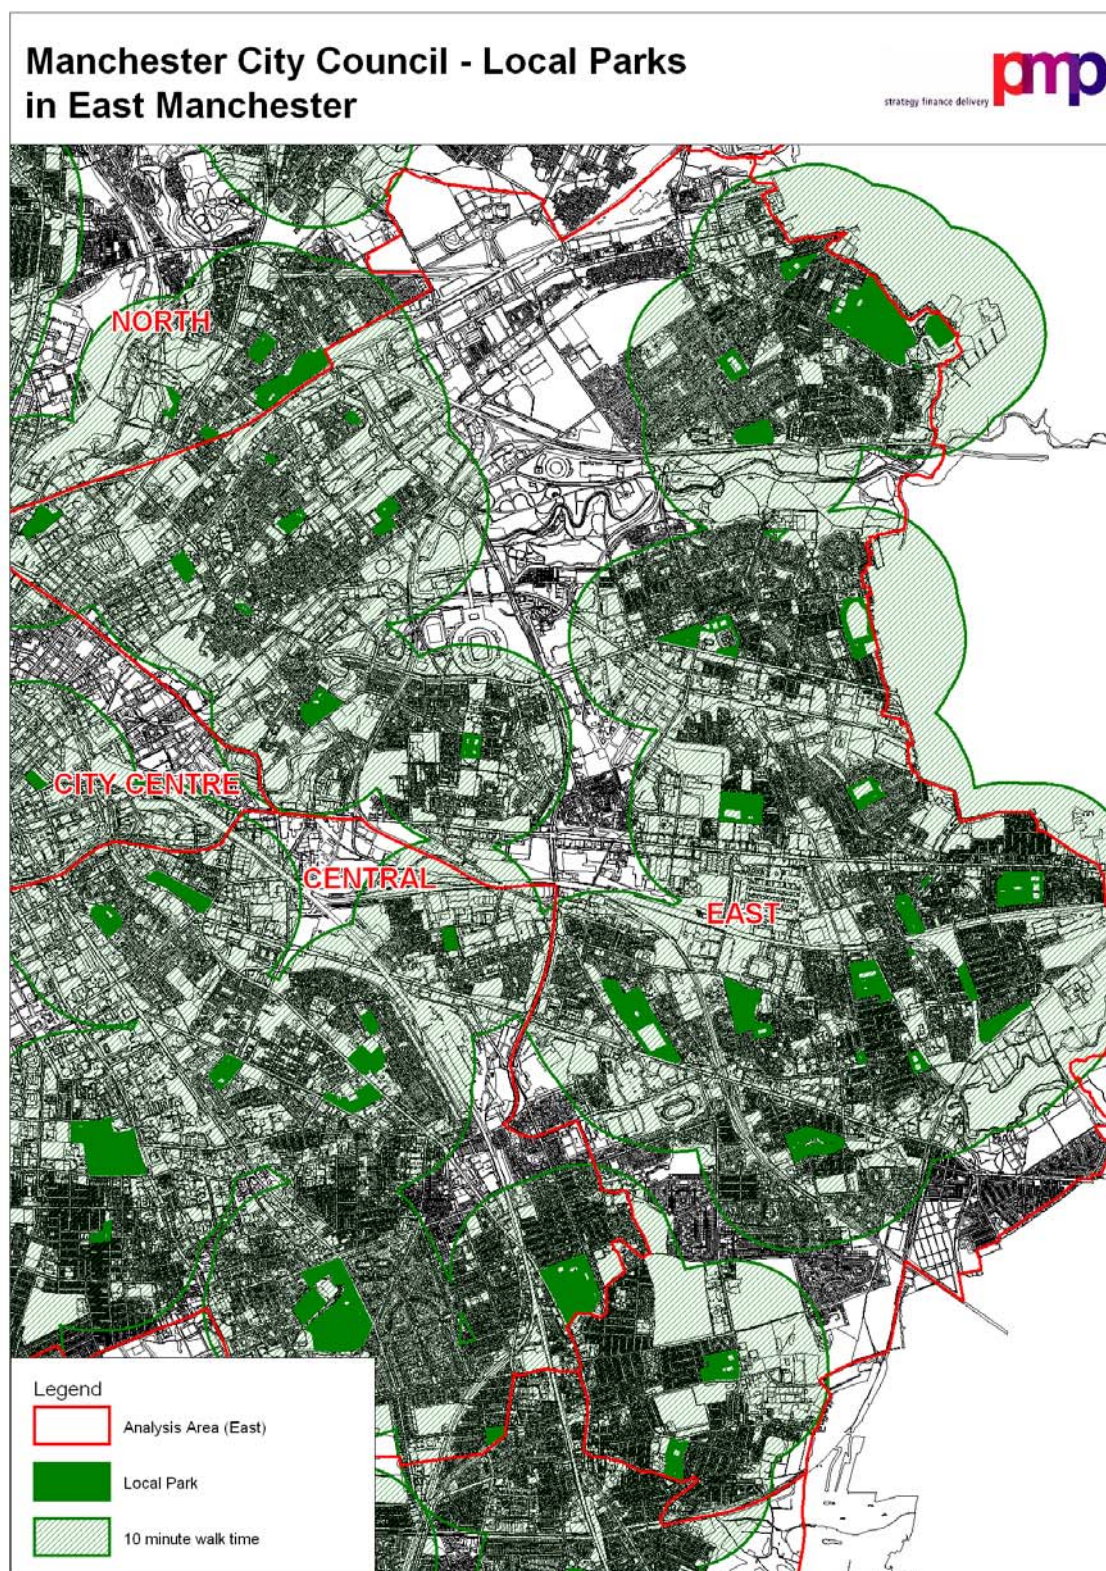 Manchester City Council - Local Parks
in East Manchester
strategy finance delivery pmp
NORTH
CITY CENTRE
CENTRAL
EAST
Legend
Analysis Area (East)
Local Park
10 minute walk time